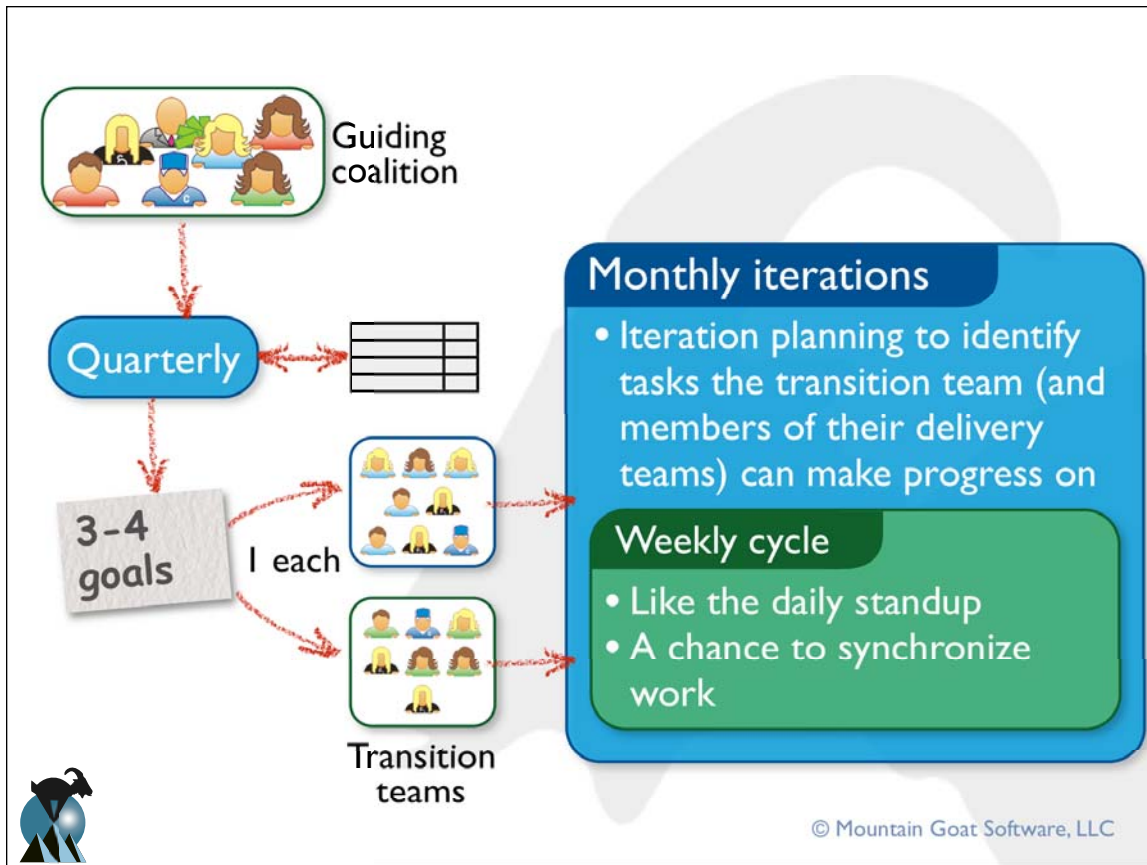 Guiding
coalition
Quarterly
3-4
goals
1 each
Transition
teams
Monthly iterations
• Iteration planning to identify
tasks the transition team (and
members of their delivery
teams) can make progress on
Weekly cycle
• Like the daily standup
• A chance to synchronize
work
© Mountain Goat Software, LLC